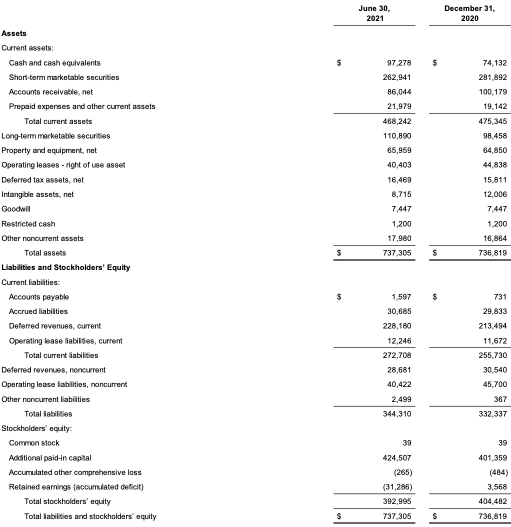 June 30, 2021 December 31, 2020
Assets
Current assets:
Cash and cash equivalents $ 97,278 $ 74,132
Short-term marketable securities 262,941 281,892
Accounts receivable, net 86,044 100,179
Prepaid expenses and other current assets 21,979 19,142
Total current assets 468,242 475,345
Long-term marketable securities 110,890 98,458
Property and equipment, net 65,959 64,850
Operating leases - right of use asset 40,403 44,838
Deferred tax assets, net 16,469 15,811
Intangible assets, net 8,715 12,006
Goodwill 7,447 7,447
Restricted cash 1,200 1,200
Other noncurrent assets 17,980 16,864
Total assets $ 737,305 $ 736,819
Liabilities and Stockholders' Equity
Current liabilities:
Accounts payable $ 1,597 $ 731
Accrued liabilities 30,685 29,833
Deferred revenues, current 228,180 213,494
Operating lease liabilities, current 12,246 11,672
Total current liabilities 272,708 255,730
Deferred revenues, noncurrent 28,681 30,540
Operating lease liabilities, noncurrent 40,422 45,700
Other noncurrent liabilities 2,499 367
Total liabilities 344,310 332,337
Stockholders' equity:
Common stock 39 39
Additional paid-in capital 424,507 401,359
Accumulated other comprehensive loss (265) (484)
Retained earnings (accumulated deficit) (31,286) 3,568
Total stockholders' equity 392,995 404,482
Total liabilities and stockholders' equity $ 737,305 $ 736,819